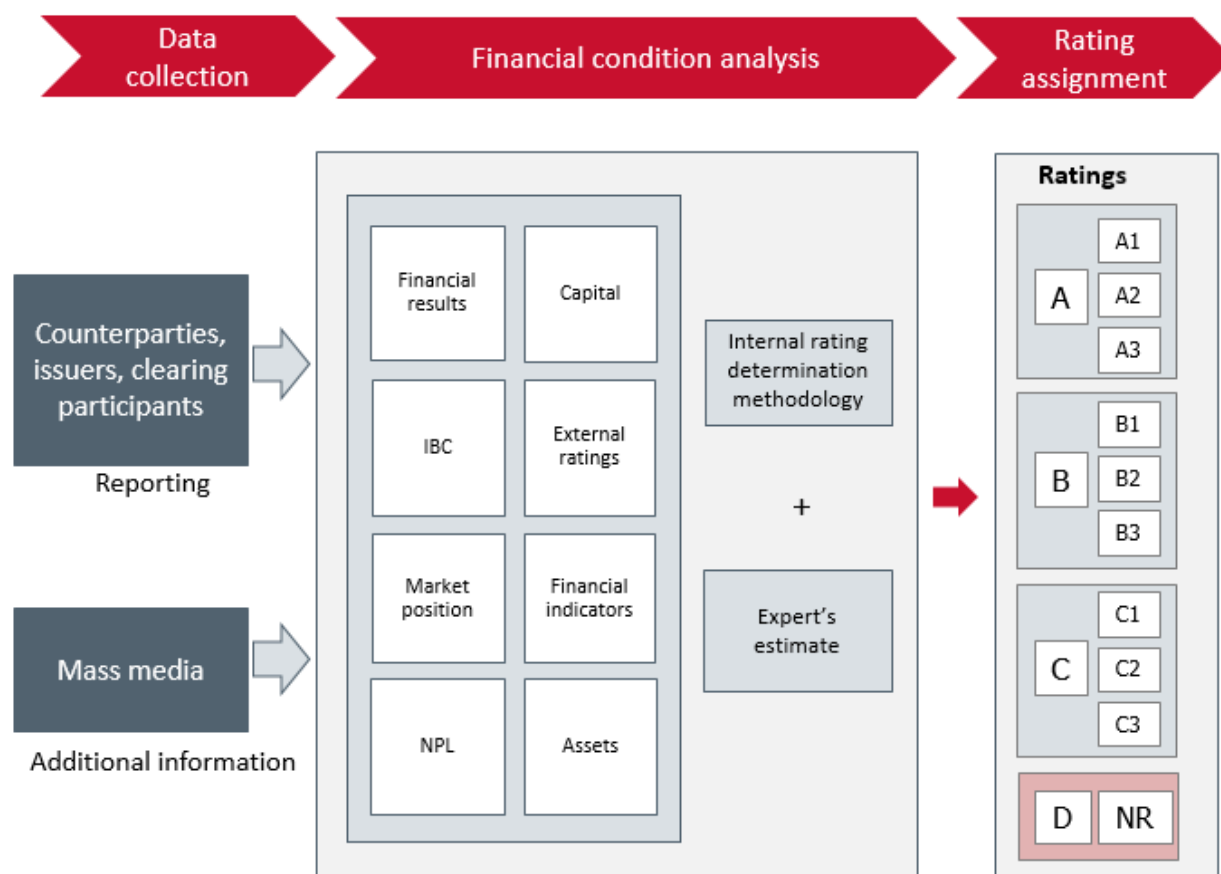 Data
collection
Financial condition analysis
Rating
assignment
Counterparties,
issuers, clearing
participants
Reporting
Mass media
Additional information
Financial
results
Capital
IBC
External
ratings
Market
position
Financial
indicators
NPL
Assets
Internal rating
determination
methodology
+
Expert's
estimate
Ratings
A
A1
A2
A3
B
B1
B2
B3
C
C1
C2
C3
D
NR